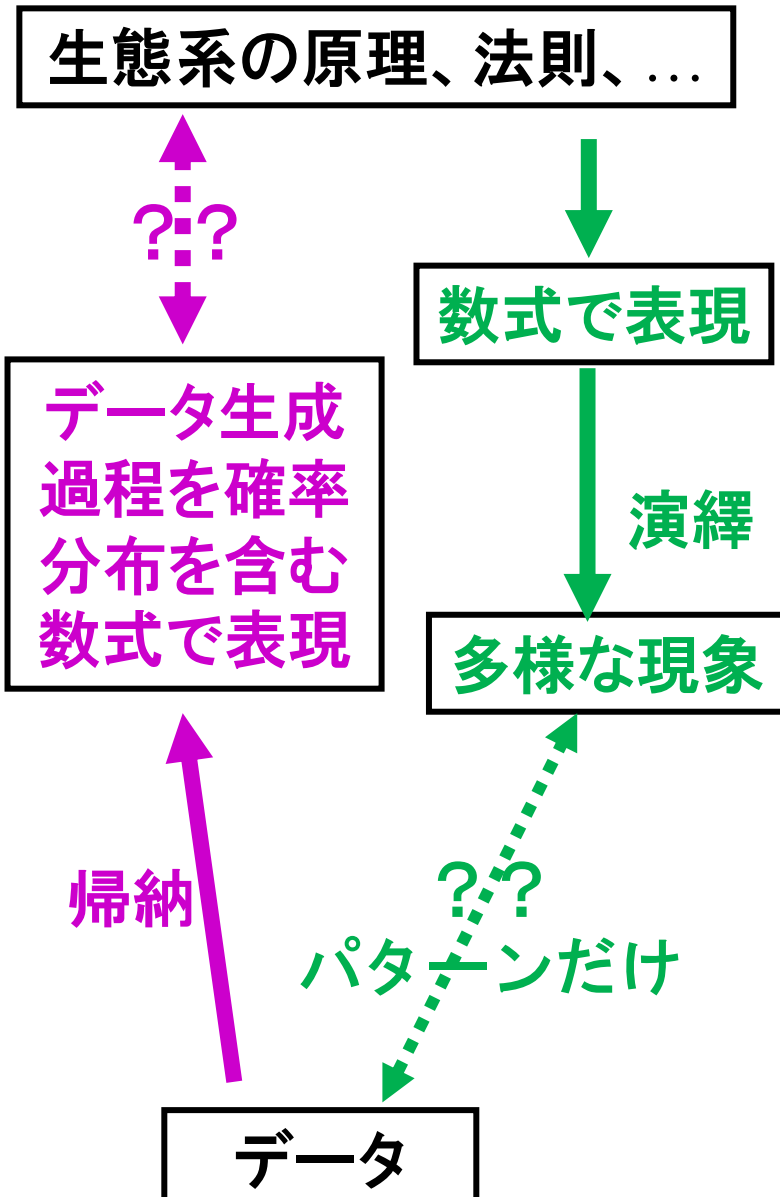 生態系の原理、法則、…
??
数式で表現
データ生成
過程を確率
分布を含む
数式で表現
演繹
多様な現象
帰納
??
パターンだけ
データ